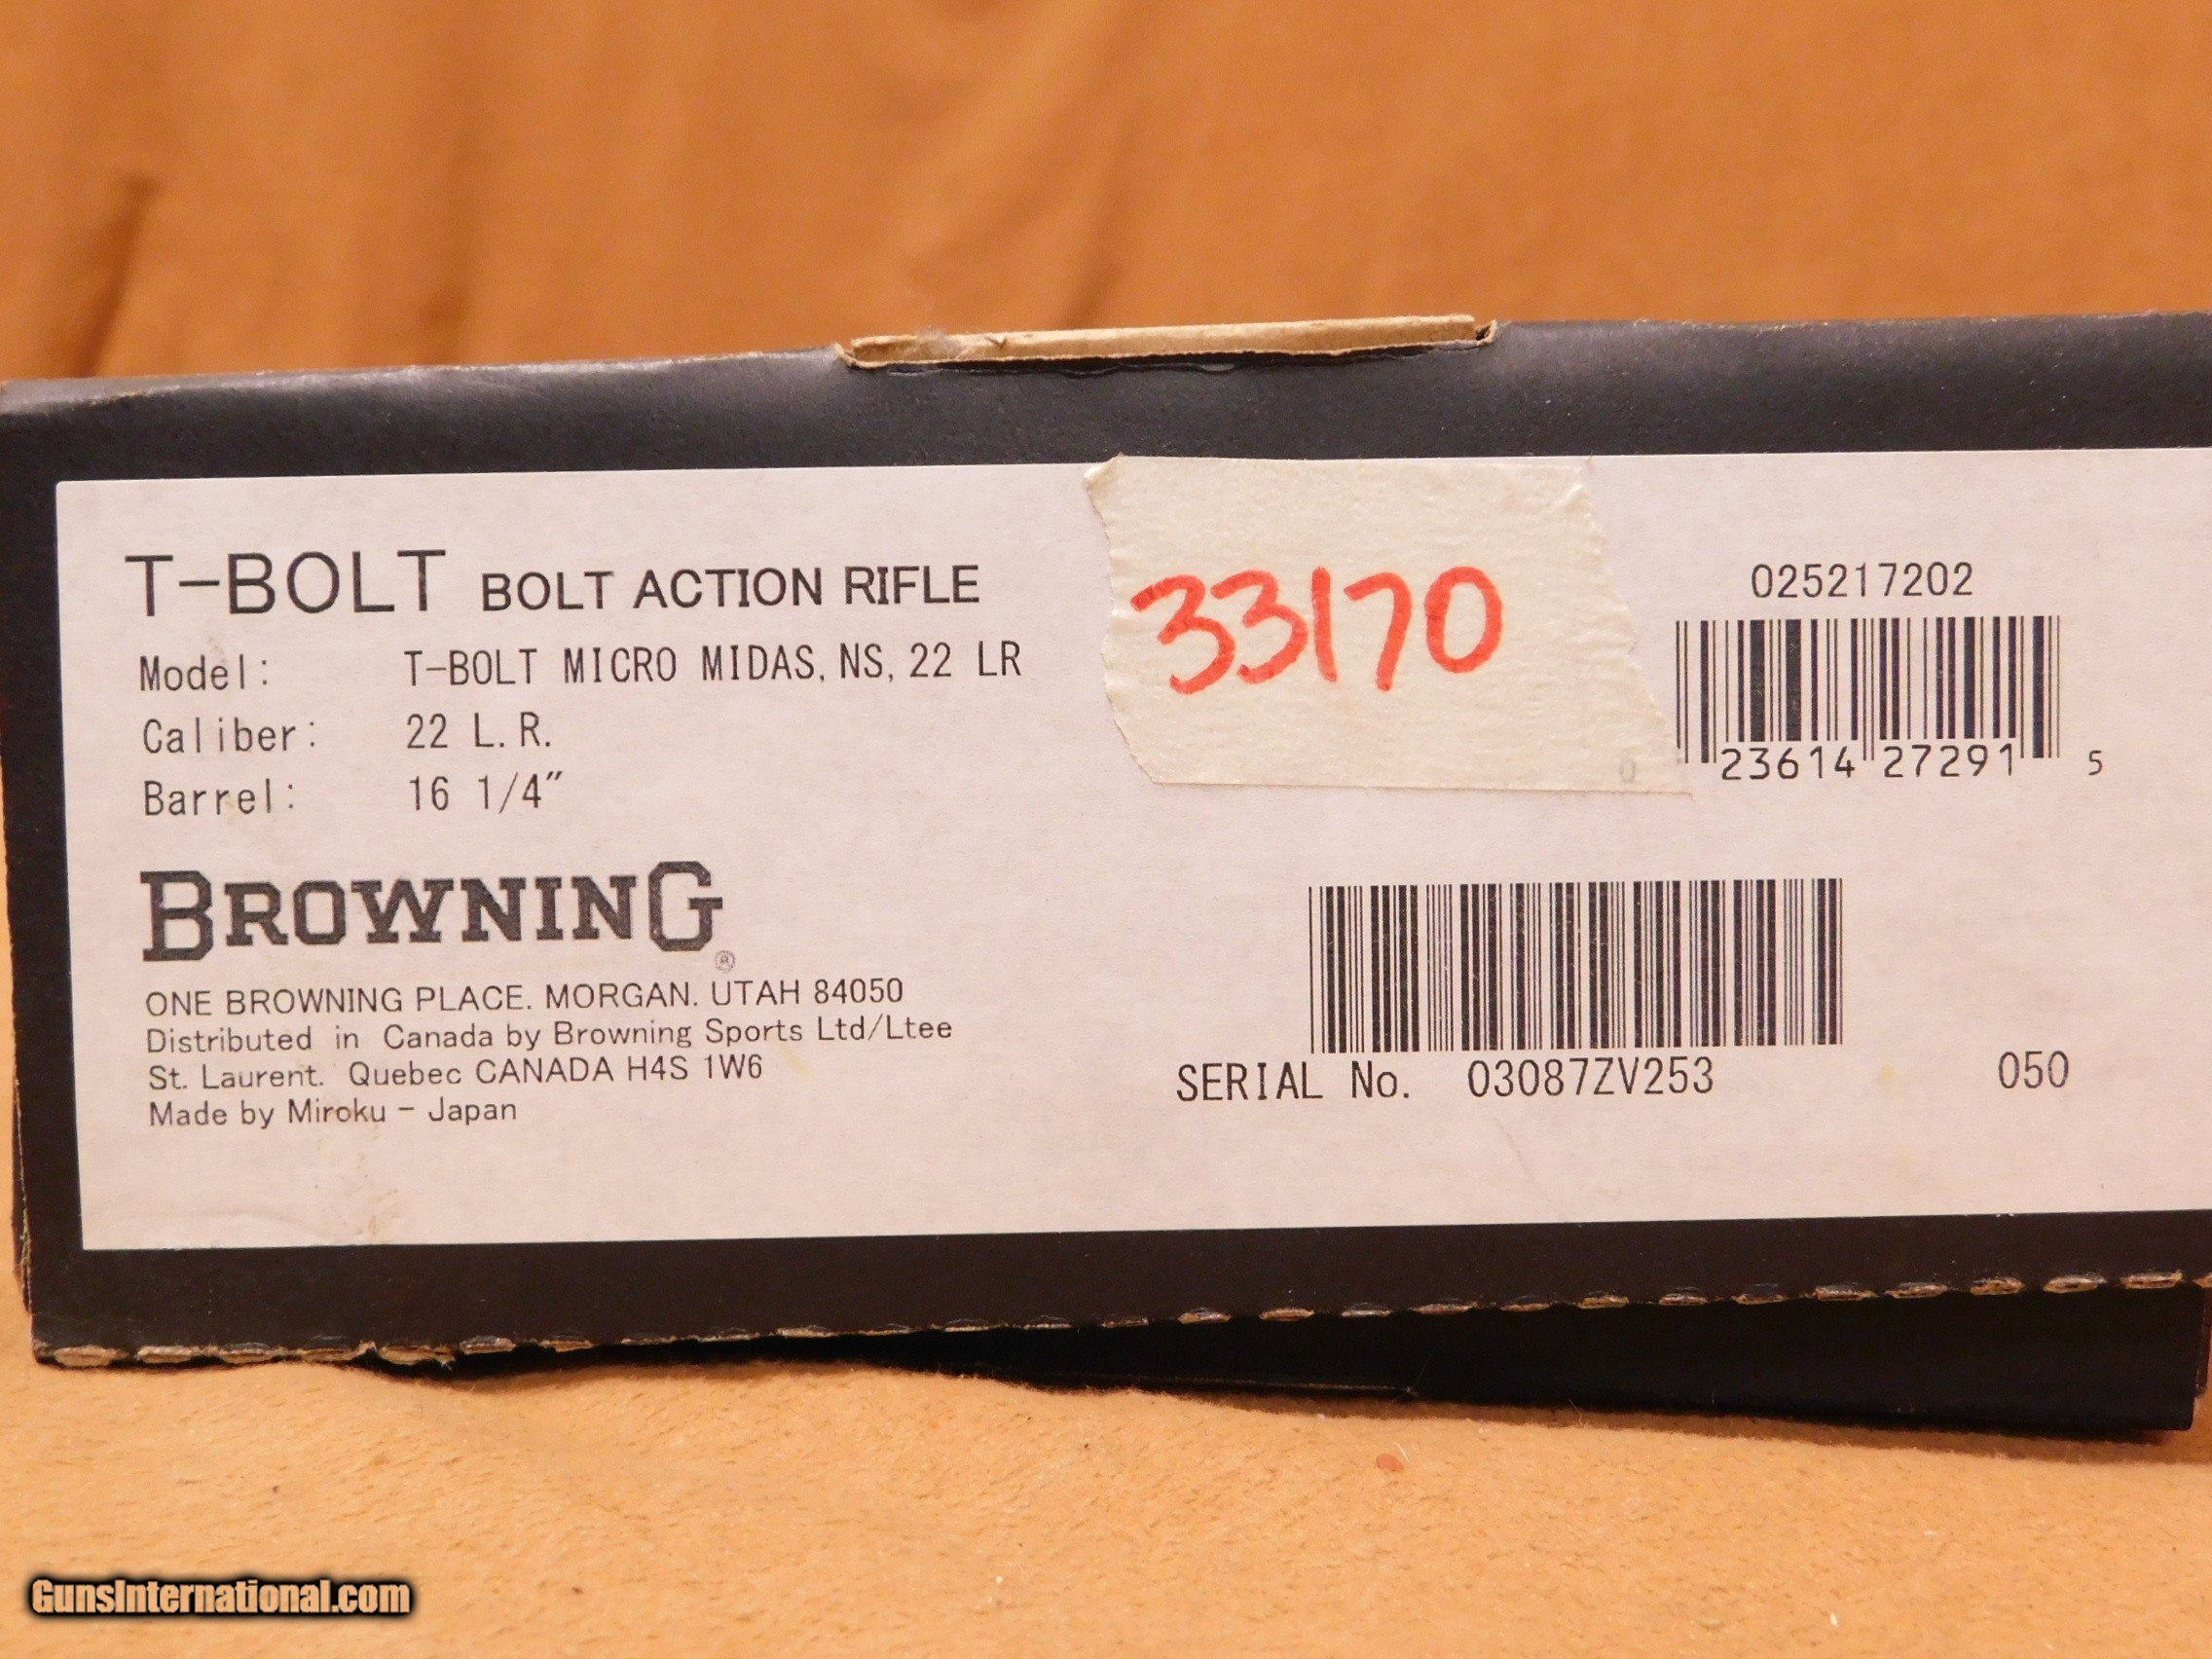 T-BOLT BOLT ACTION RIFLE
Model: T-BOLT MICRO MIDAS, NS, 22 LR
Caliber: 22 L.R.
Barrel: 16 1/4"
33170
025217202
0 23614 27291 5
BROWNING®
ONE BROWNING PLACE. MORGAN. UTAH 84050
Distributed in Canada by Browning Sports Ltd/Ltee
St. Laurent. Quebec CANADA H4S 1W6
Made by Miroku - Japan
SERIAL No. 03087ZV253
050
GunsInternational.com